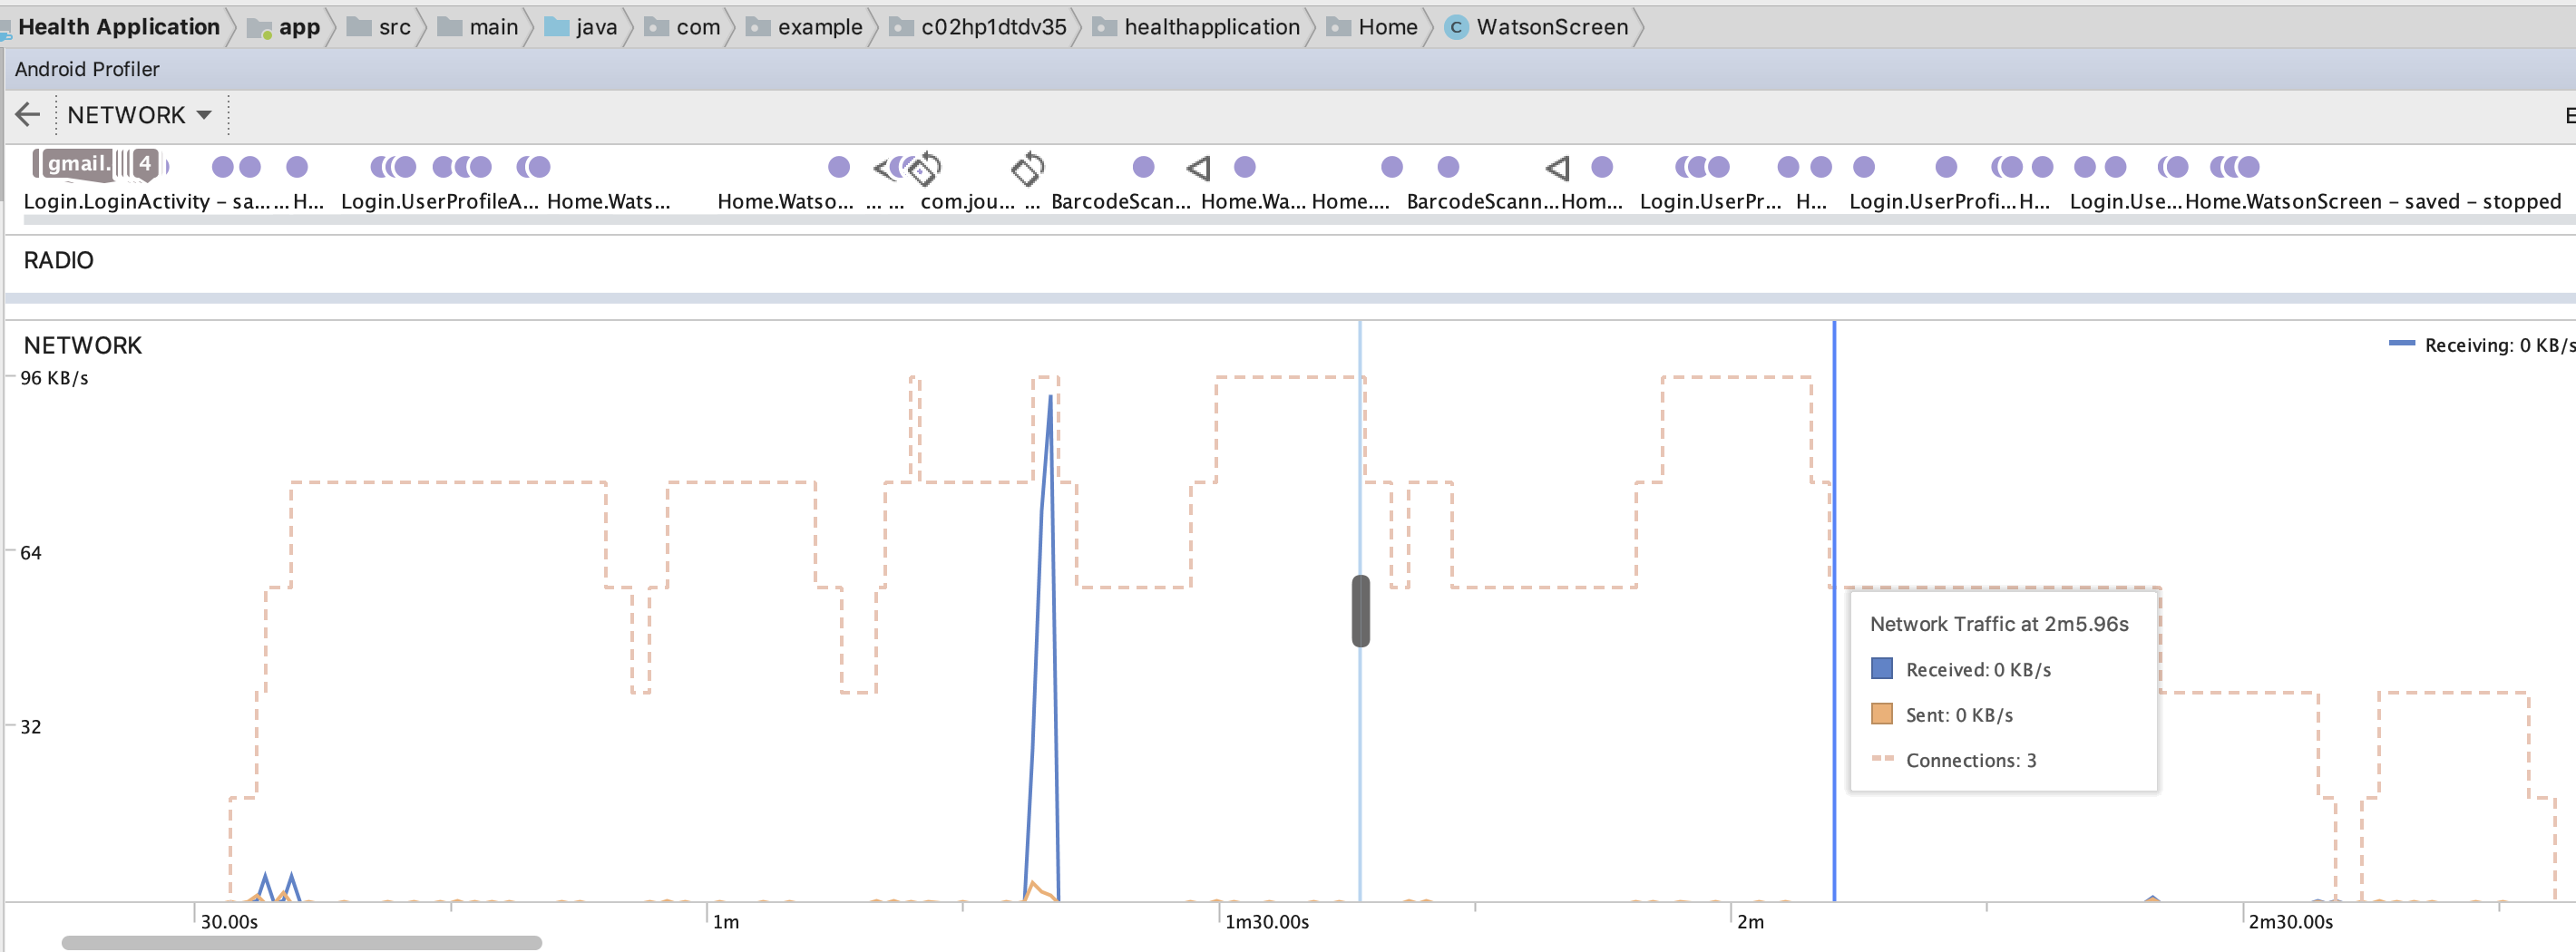 Health Application app src main java com example c02hp1dtdv35 healthapplication Home C WatsonScreen
Android Profiler
NETWORK E
gmail. 4
Login.LoginActivity – sa... ... H... Login.UserProfileA... Home.Wats... Home.Watso... ... ... com.jou... ... BarcodeScan... Home.Wa... Home.... BarcodeScann... Hom... Login.UserPr... H... Login.UserProfi... H... Login.Use... Home.WatsonScreen – saved – stopped
RADIO
NETWORK
Receiving: 0 KB/s
96 KB/s
64
32
Network Traffic at 2m5.96s
Received: 0 KB/s
Sent: 0 KB/s
Connections: 3
30.00s 1m 1m30.00s 2m 2m30.00s